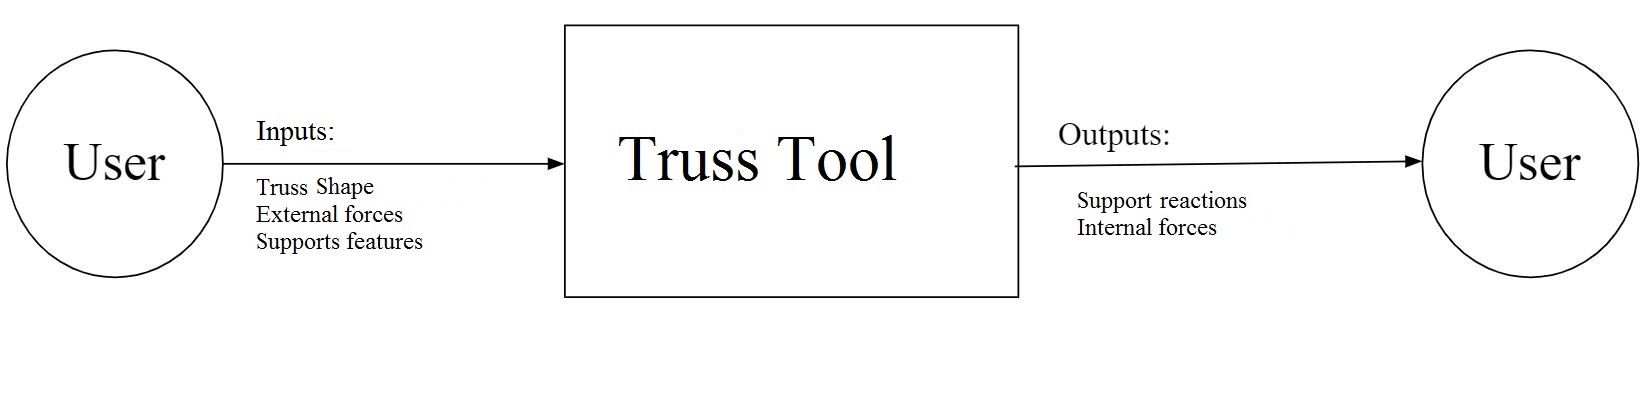 User
Inputs:
Truss Shape
External forces
Supports features
Truss Tool
Outputs:
Support reactions
Internal forces
User